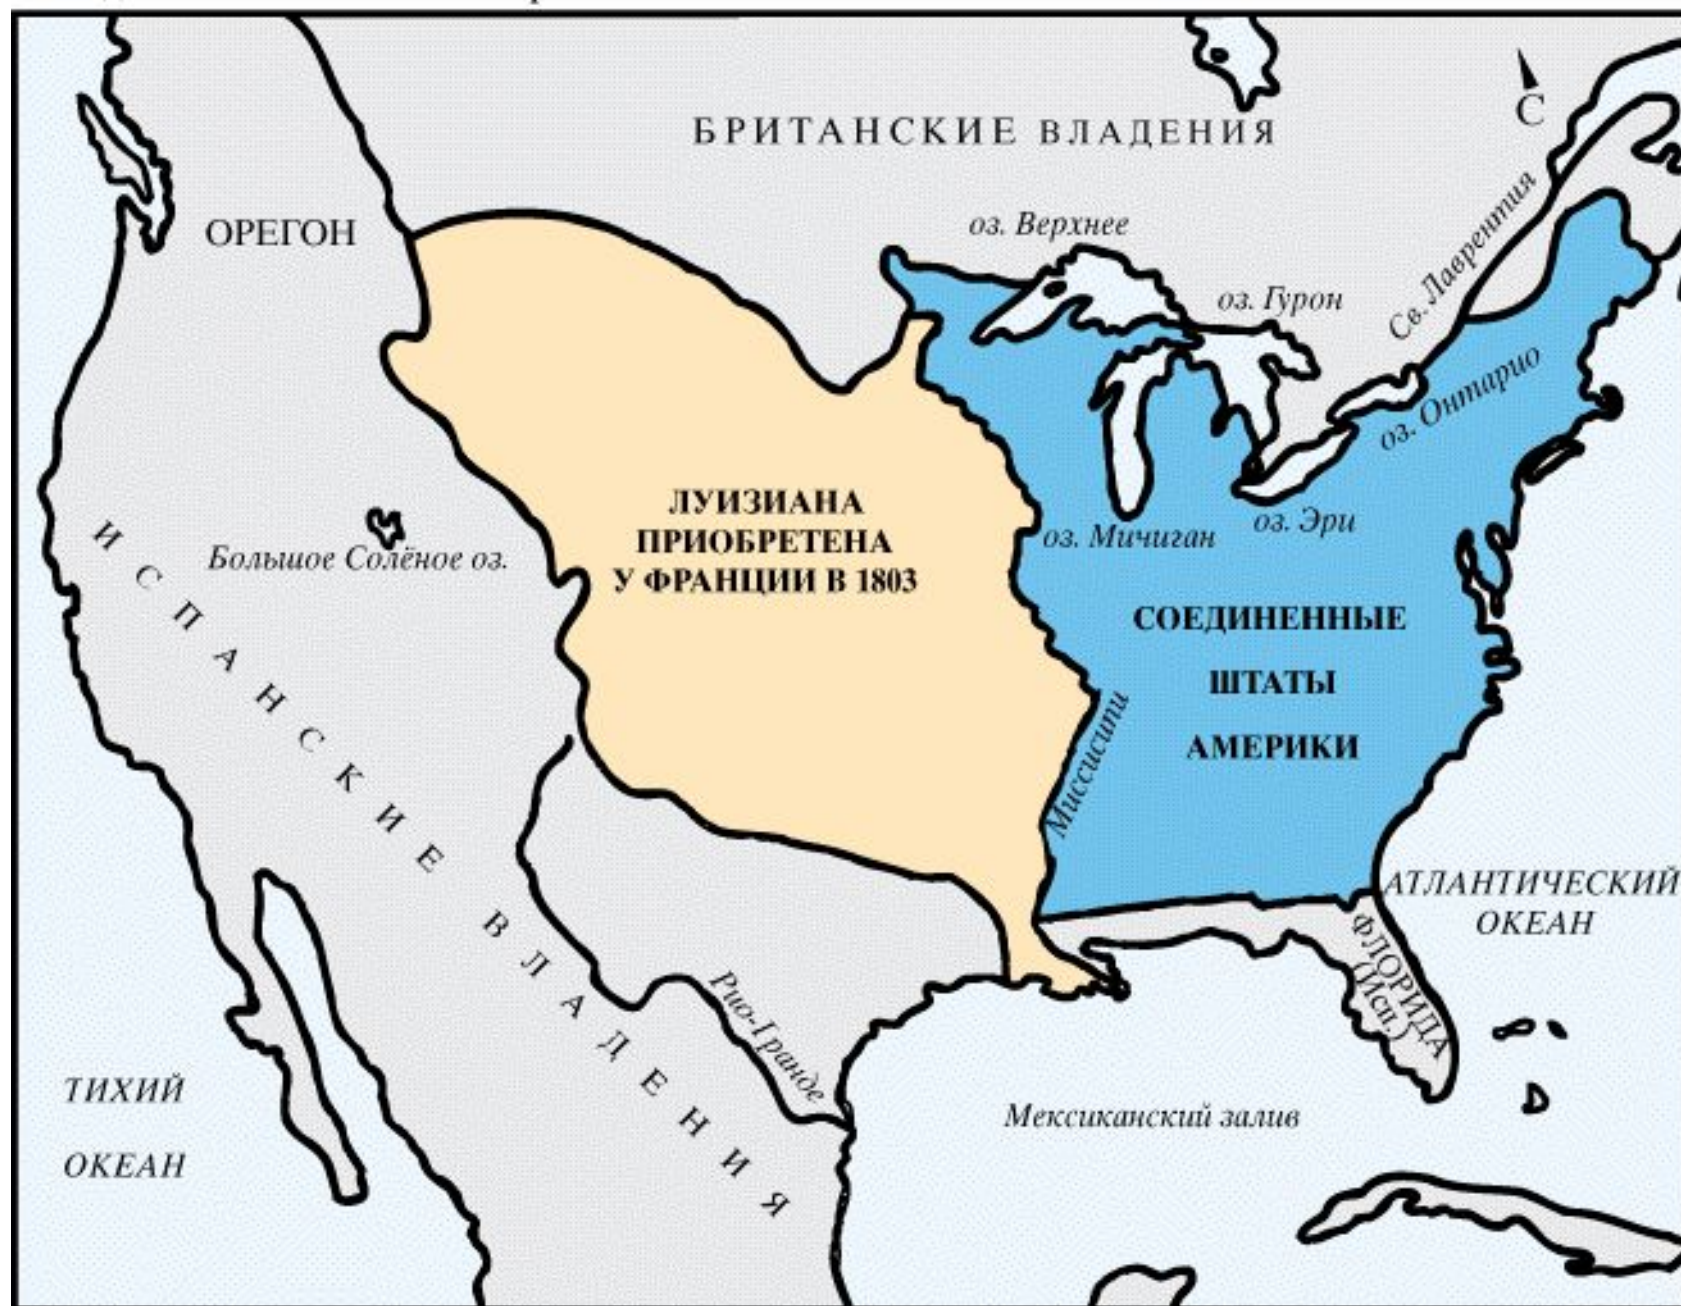 БРИТАНСКИЕ ВЛАДЕНИЯ
С
ОРЕГОН
оз. Верхнее
оз. Гурон
Св. Лаврентия
оз. Онтарио
ЛУИЗИАНА
ПРИОБРЕТЕНА
У ФРАНЦИИ В 1803
Большое Солёное оз.
оз. Мичиган
оз. Эри
СОЕДИНЕННЫЕ
ШТАТЫ
АМЕРИКИ
Миссисипи
ИСПАНСКИЕ ВЛАДЕНИЯ
АТЛАНТИЧЕСКИЙ
ОКЕАН
ФЛОРИДА
(Исп.)
Рио-Гранде
Мексиканский залив
ТИХИЙ
ОКЕАН